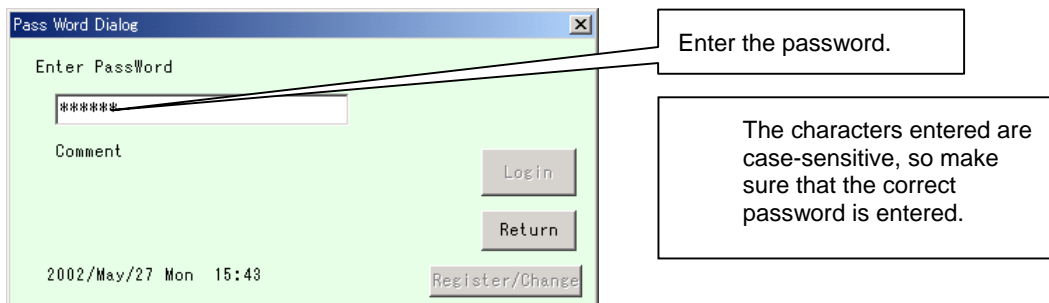 Pass Word Dialog
Enter PassWord
******
Comment
Login
Return
2002/May/27 Mon 15:43
Register/Change
Enter the password.
The characters entered are
case-sensitive, so make
sure that the correct
password is entered.